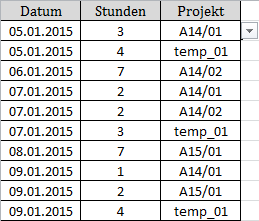 Datum Stunden Projekt
05.01.2015 3 A14/01
05.01.2015 4 temp_01
06.01.2015 7 A14/02
07.01.2015 2 A14/01
07.01.2015 2 A14/02
07.01.2015 3 temp_01
08.01.2015 7 A15/01
09.01.2015 1 A14/01
09.01.2015 2 A15/01
09.01.2015 4 temp_01